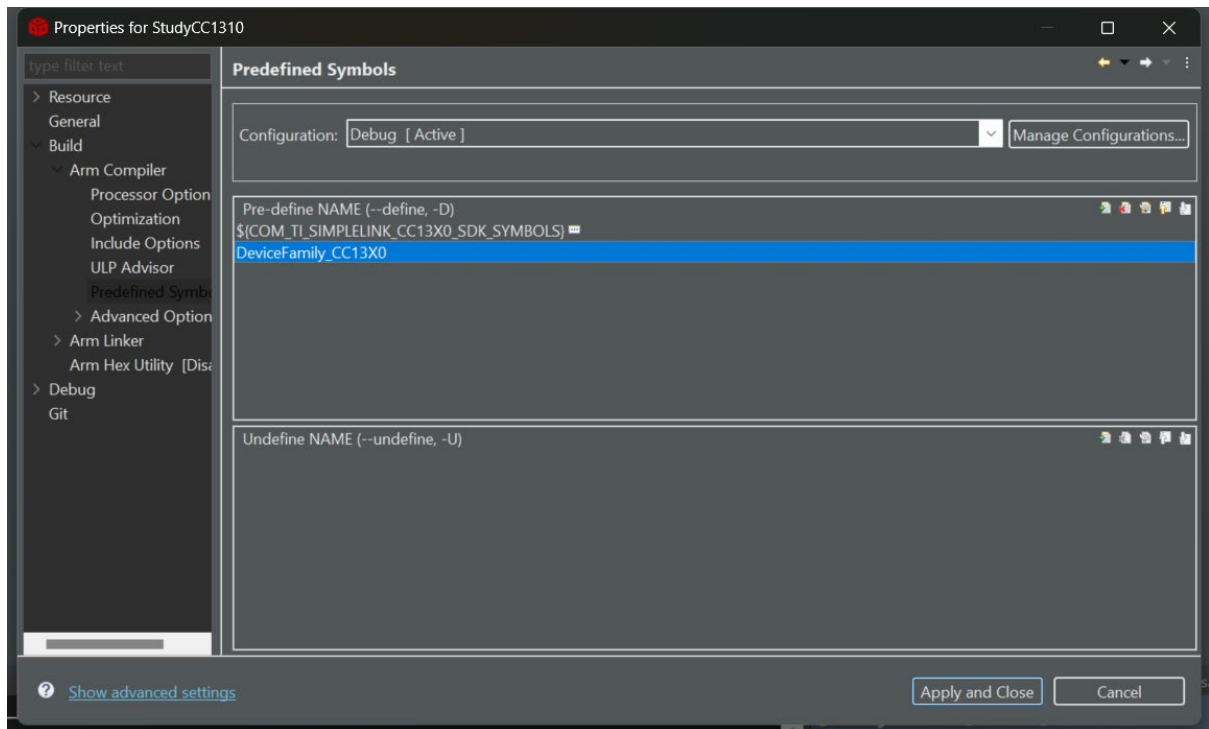 Properties for StudyCC1310
type filter text
Predefined Symbols
Resource
General
Build
Arm Compiler
Processor Option
Optimization
Include Options
ULP Advisor
Predefined Symb
Advanced Option
Arm Linker
Arm Hex Utility [Disa
Debug
Git
Configuration: Debug [ Active ]
Manage Configurations...
Pre-define NAME (--define, -D)
${COM_TI_SIMPLELINK_CC13X0_SDK_SYMBOLS}
DeviceFamily_CC13X0
Undefine NAME (--undefine, -U)
Show advanced settings
Apply and Close
Cancel